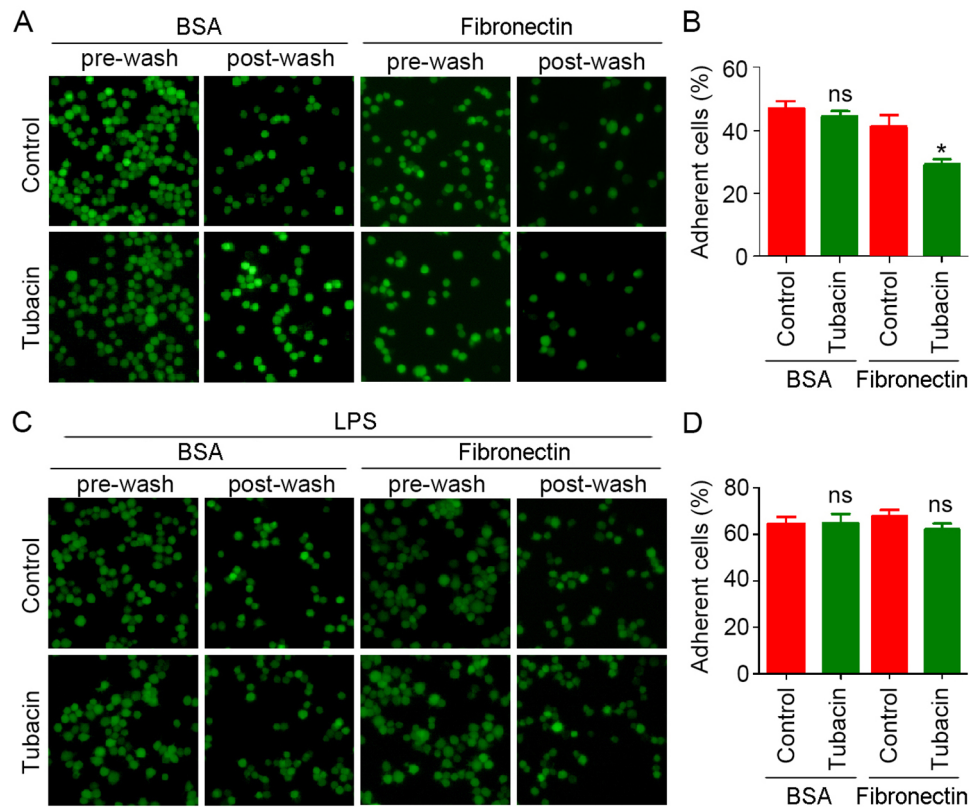 A
BSA
Fibronectin
pre-wash post-wash pre-wash post-wash
Control
Tubacin
B
Adherent cells (%)
60
40
20
0
ns
*
Control Tubacin Control Tubacin
BSA Fibronectin
C
LPS
BSA Fibronectin
pre-wash post-wash pre-wash post-wash
Control
Tubacin
D
Adherent cells (%)
80
60
40
20
0
ns
ns
Control Tubacin Control Tubacin
BSA Fibronectin